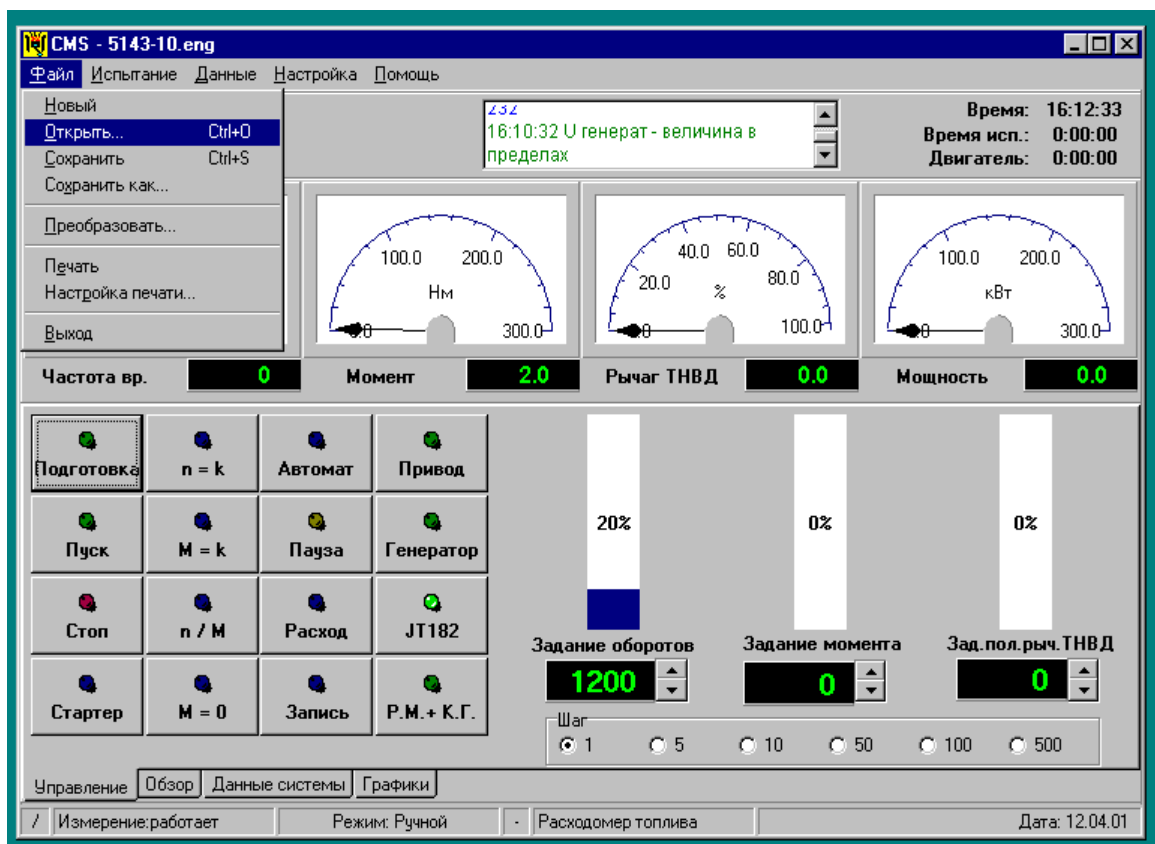 CMS - 5143-10.eng
Файл Испытание Данные Настройка Помощь
Новый
Открыть... Ctrl+O
Сохранить Ctrl+S
Сохранить как...
Преобразовать...
Печать
Настройка печати...
Выход
232
16:10:32 U генерат - величина в
пределах
Время: 16:12:33
Время исп.: 0:00:00
Двигатель: 0:00:00
100.0 200.0
Нм
300.0
40.0 60.0
20.0 % 80.0
100.0
100.0 200.0
кВт
300.0
Частота вр. 0 Момент 2.0 Рычаг ТНВД 0.0 Мощность 0.0
Подготовка n = k Автомат Привод
Пуск M = k Пауза Генератор
Стоп n / M Расход JT182
Стартер M = 0 Запись Р.М.+ К.Г.
20% 0% 0%
Задание оборотов Задание момента Зад.пол.рыч.ТНВД
1200 0 0
Шаг
1 5 10 50 100 500
Управление Обзор Данные системы Графики
/ Измерение:работает Режим: Ручной - Расходомер топлива Дата: 12.04.01